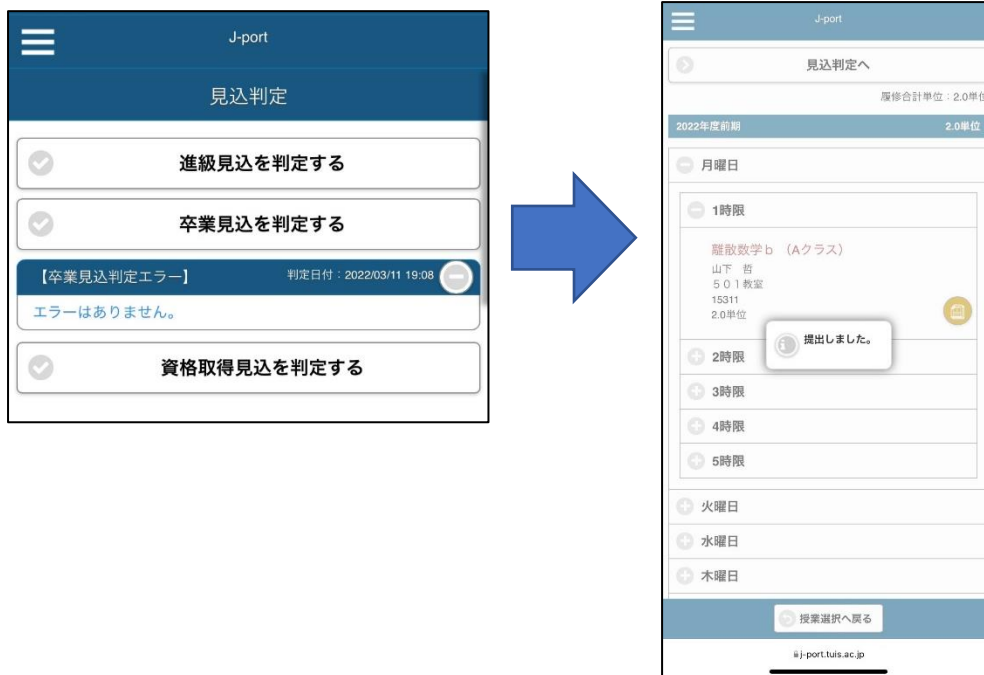 J-port
見込判定
進級見込を判定する
卒業見込を判定する
【卒業見込判定エラー】 判定日付：2022/03/11 19:08
エラーはありません。
資格取得見込を判定する
J-port
見込判定へ
履修合計単位：2.0単位
2022年度前期 2.0単位
月曜日
1時限
離散数学ｂ （Aクラス）
山下 哲
５０１教室
15311
2.0単位
提出しました。
2時限
3時限
4時限
5時限
火曜日
水曜日
木曜日
授業選択へ戻る
j-port.tuis.ac.jp